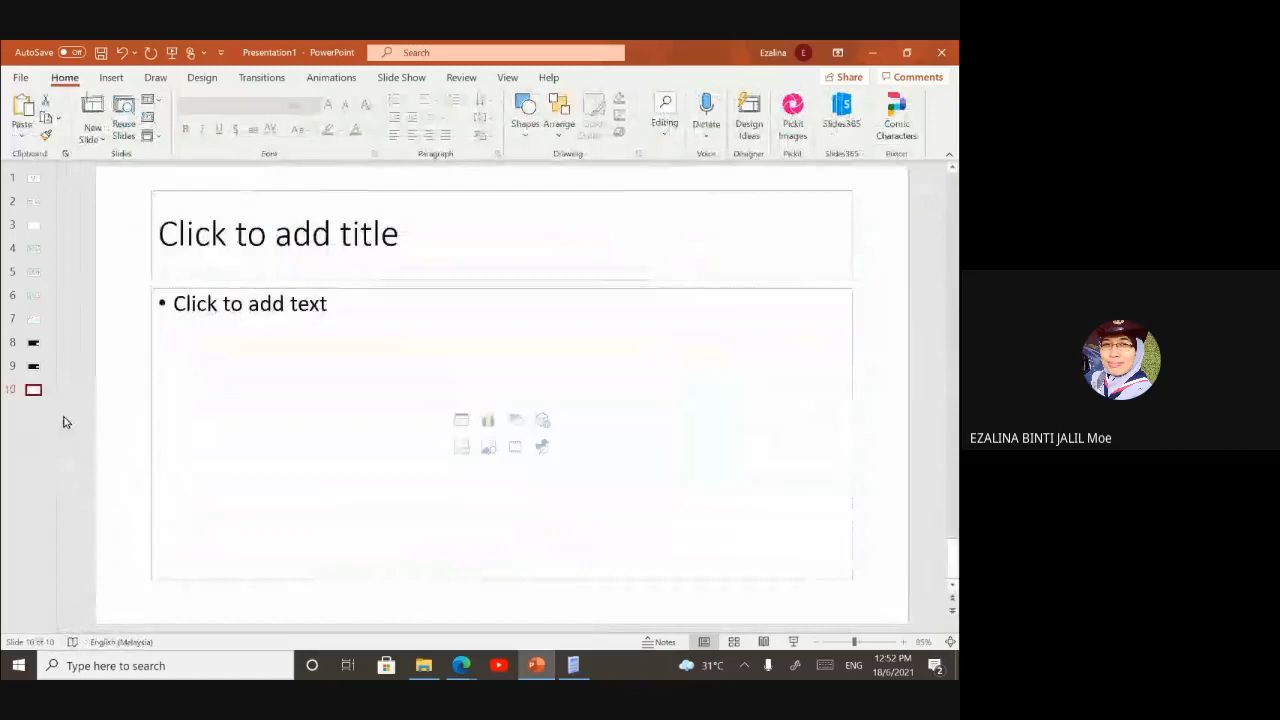 AutoSave Off Presentation1 - PowerPoint Search Ezalina E
File Home Insert Draw Design Transitions Animations Slide Show Review View Help Share Comments
Paste New Slide Reuse Slides Shapes Arrange Editing Dictate Design Ideas Pickit Images Slides365 Comic Characters
Clipboard Slides Font Paragraph Drawing Voice Designer Pickit Slides365 Pixton
1
2
3
4
5
6
7
8
9
10
Click to add title
• Click to add text
EZALINA BINTI JALIL Moe
Slide 10 of 10 English (Malaysia) Notes 85%
Type here to search 31°C ENG 12:52 PM
18/6/2021 2